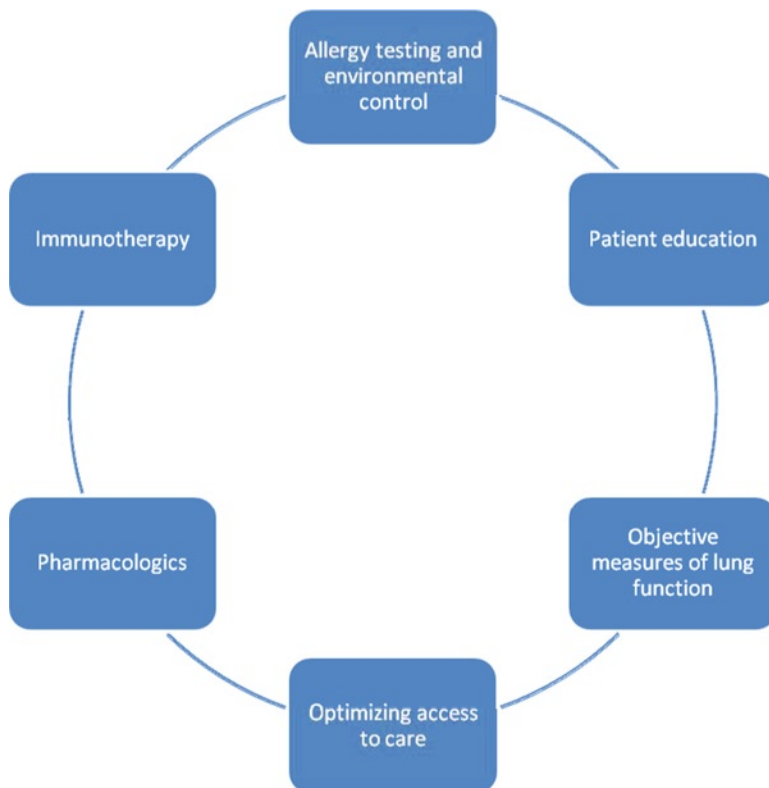 Allergy testing and
environmental
control
Patient education
Objective
measures of lung
function
Optimizing access
to care
Pharmacologics
Immunotherapy